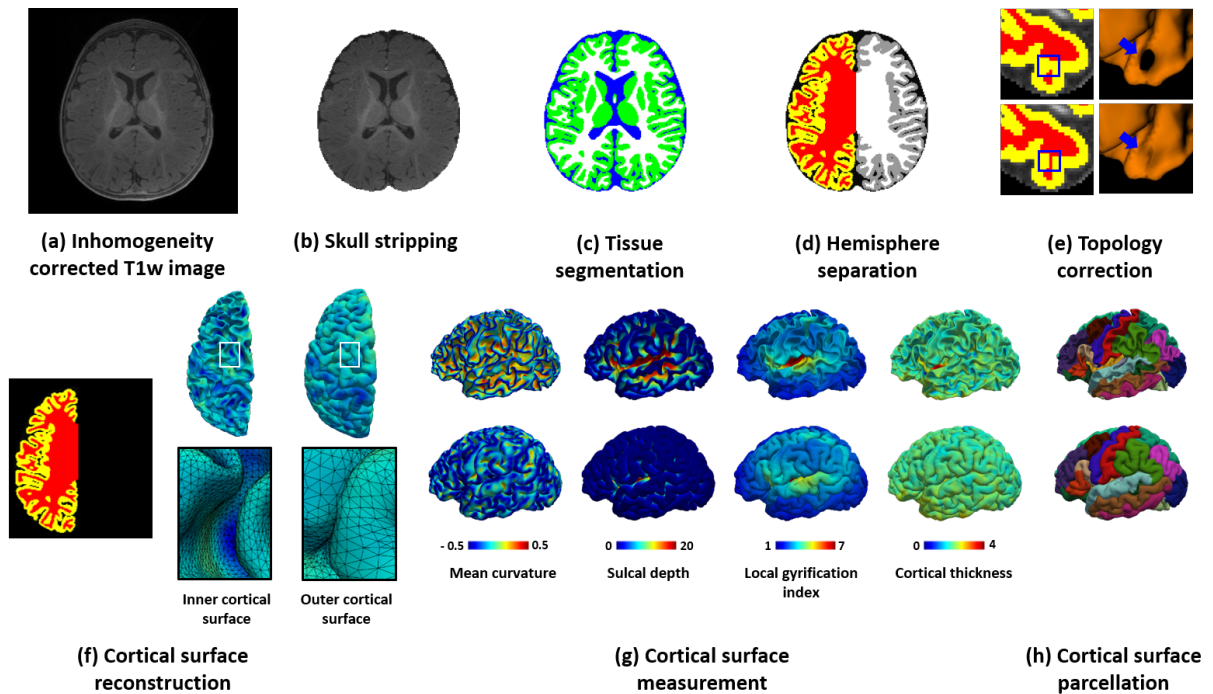 (a) Inhomogeneity
corrected T1w image
(b) Skull stripping
(c) Tissue
segmentation
(d) Hemisphere
separation
(e) Topology
correction
- 0.5 0.5
Mean curvature
0 20
Sulcal depth
1 7
Local gyrification
index
0 4
Cortical thickness
Inner cortical
surface
Outer cortical
surface
(f) Cortical surface
reconstruction
(g) Cortical surface
measurement
(h) Cortical surface
parcellation